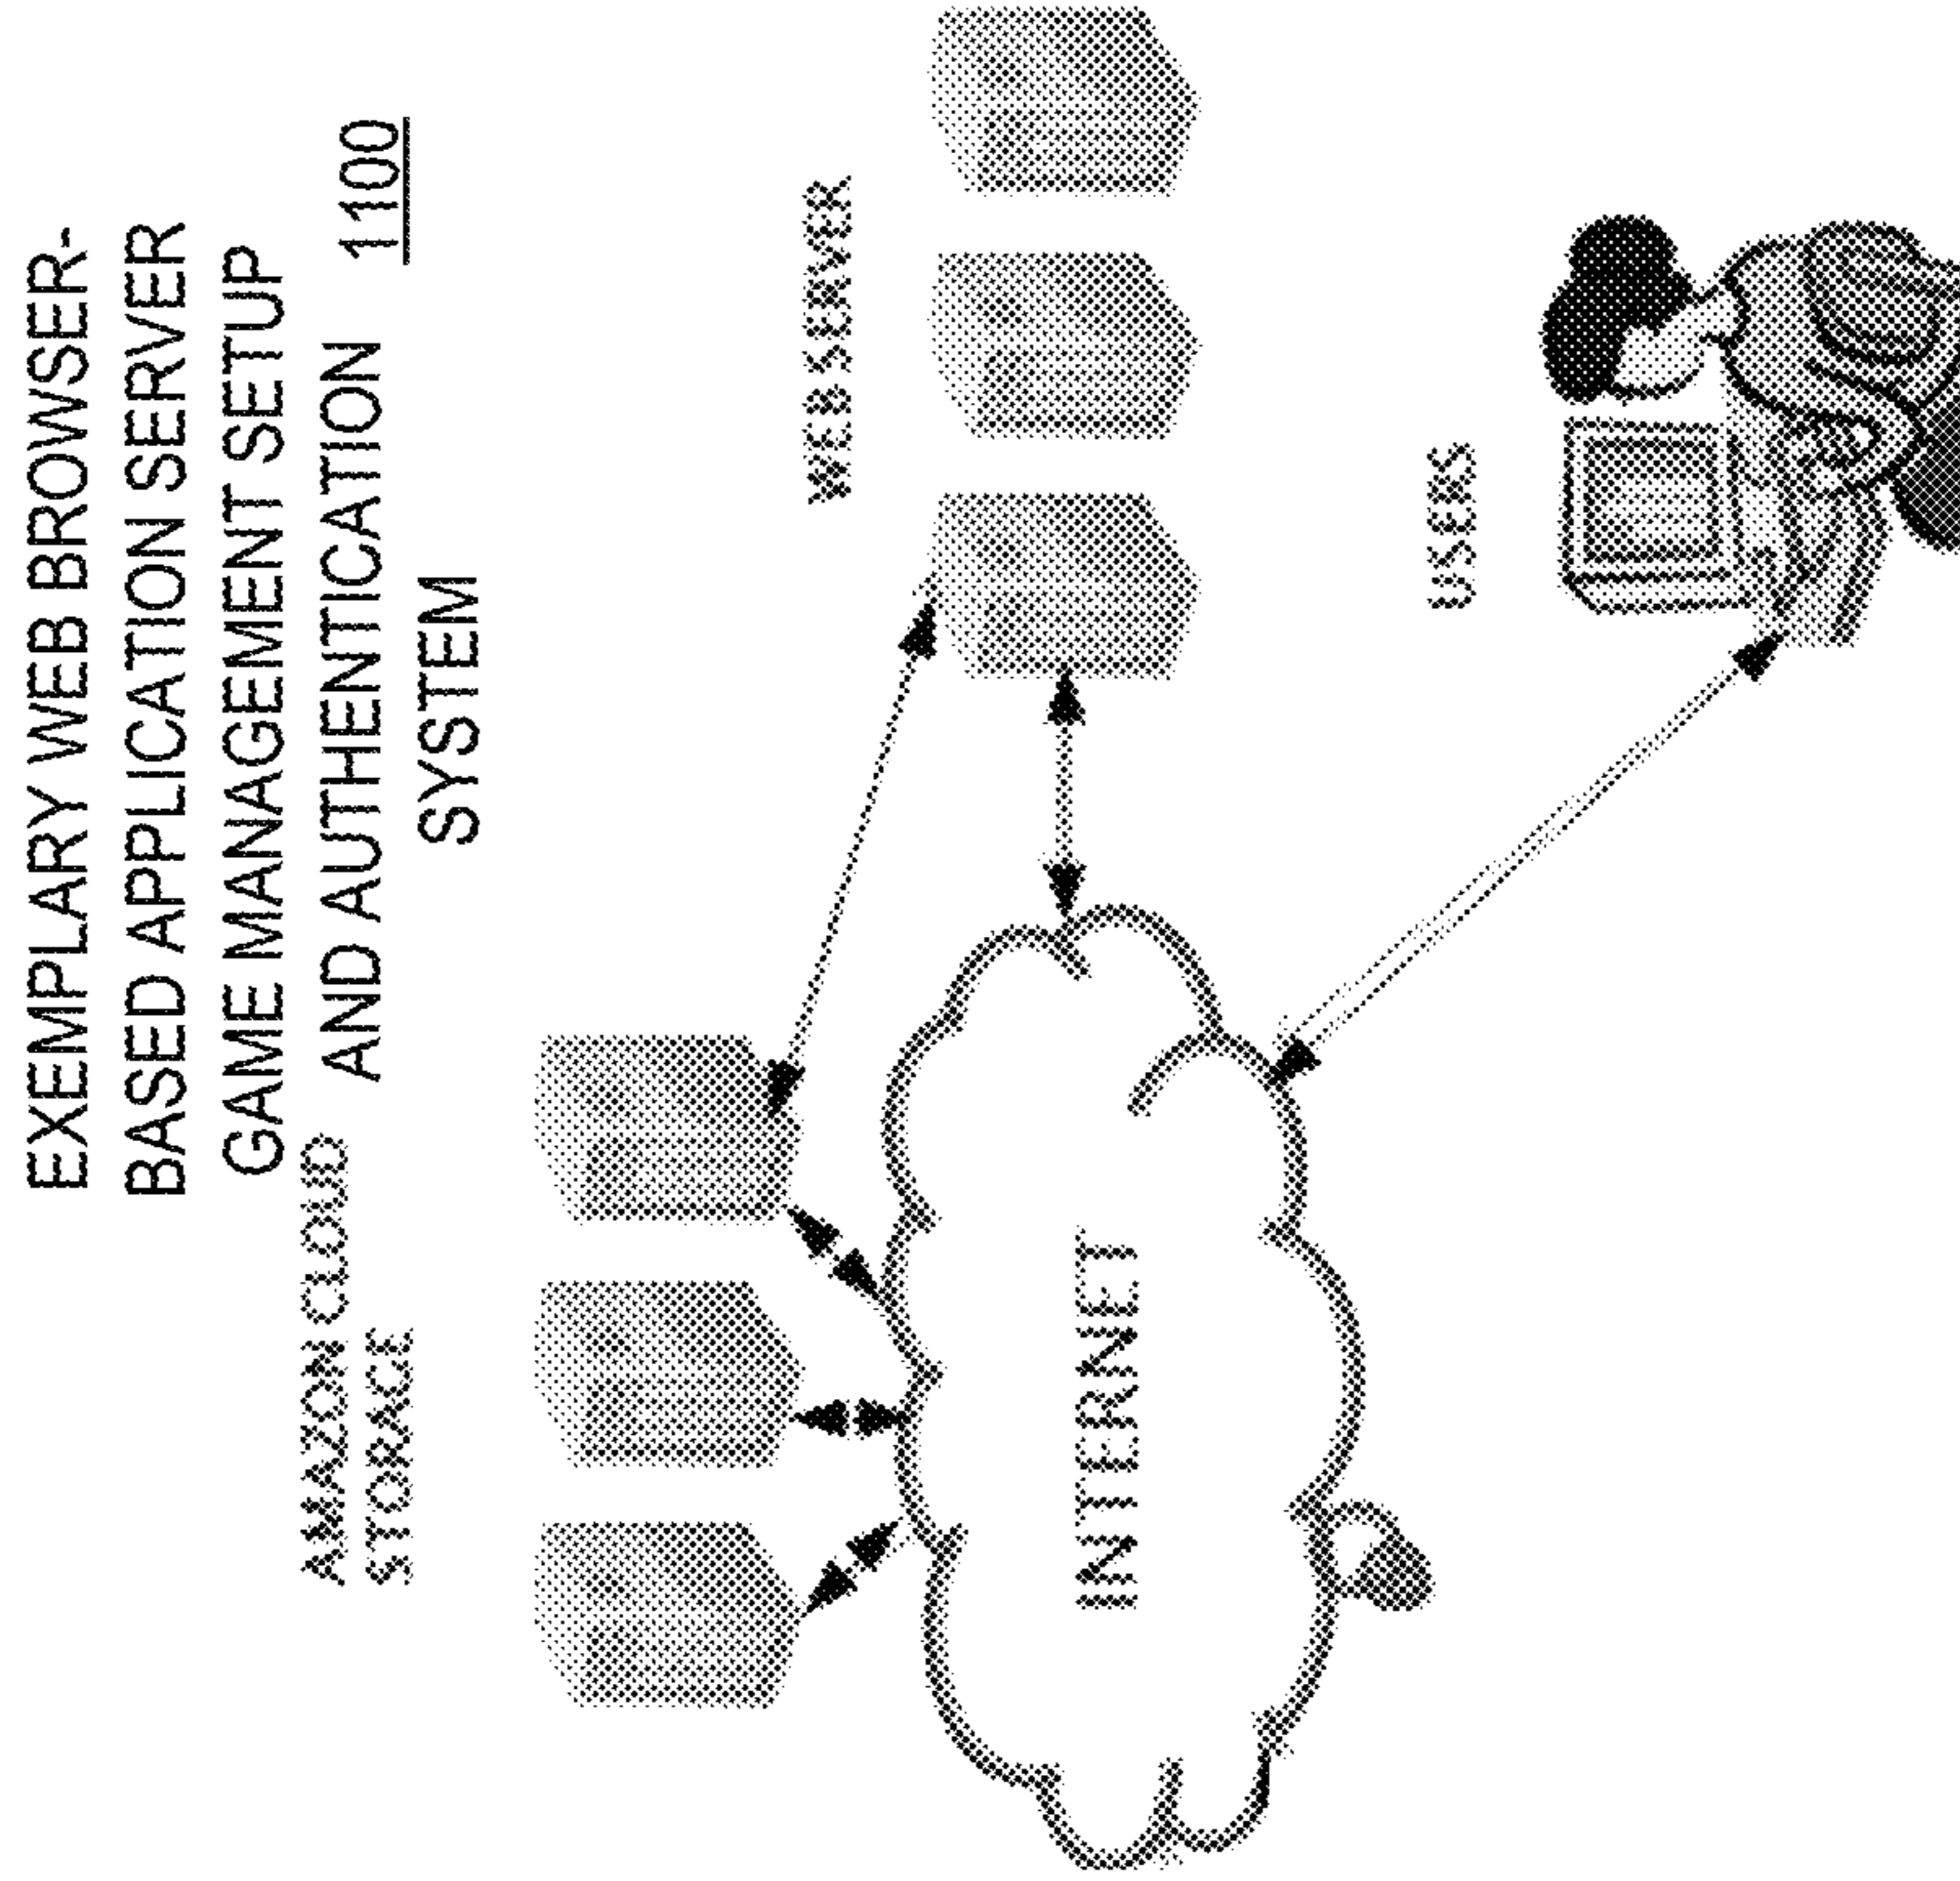 EXEMPLARY WEB BROWSER-
BASED APPLICATION SERVER
GAME MANAGEMENT SETUP
AND AUTHENTICATION 1100
SYSTEM
AMAZON CLOUD
STORAGE
WEB SERVER
INTERNET
USERS